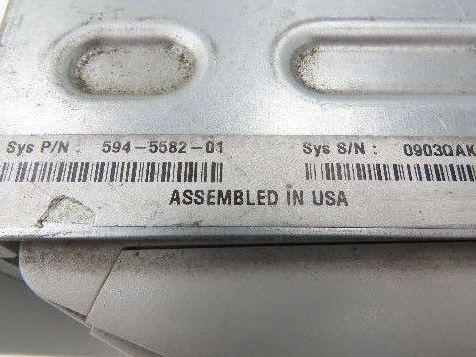 Sys P/N : 594-5582-01 Sys S/N : 0903QAK
ASSEMBLED IN USA